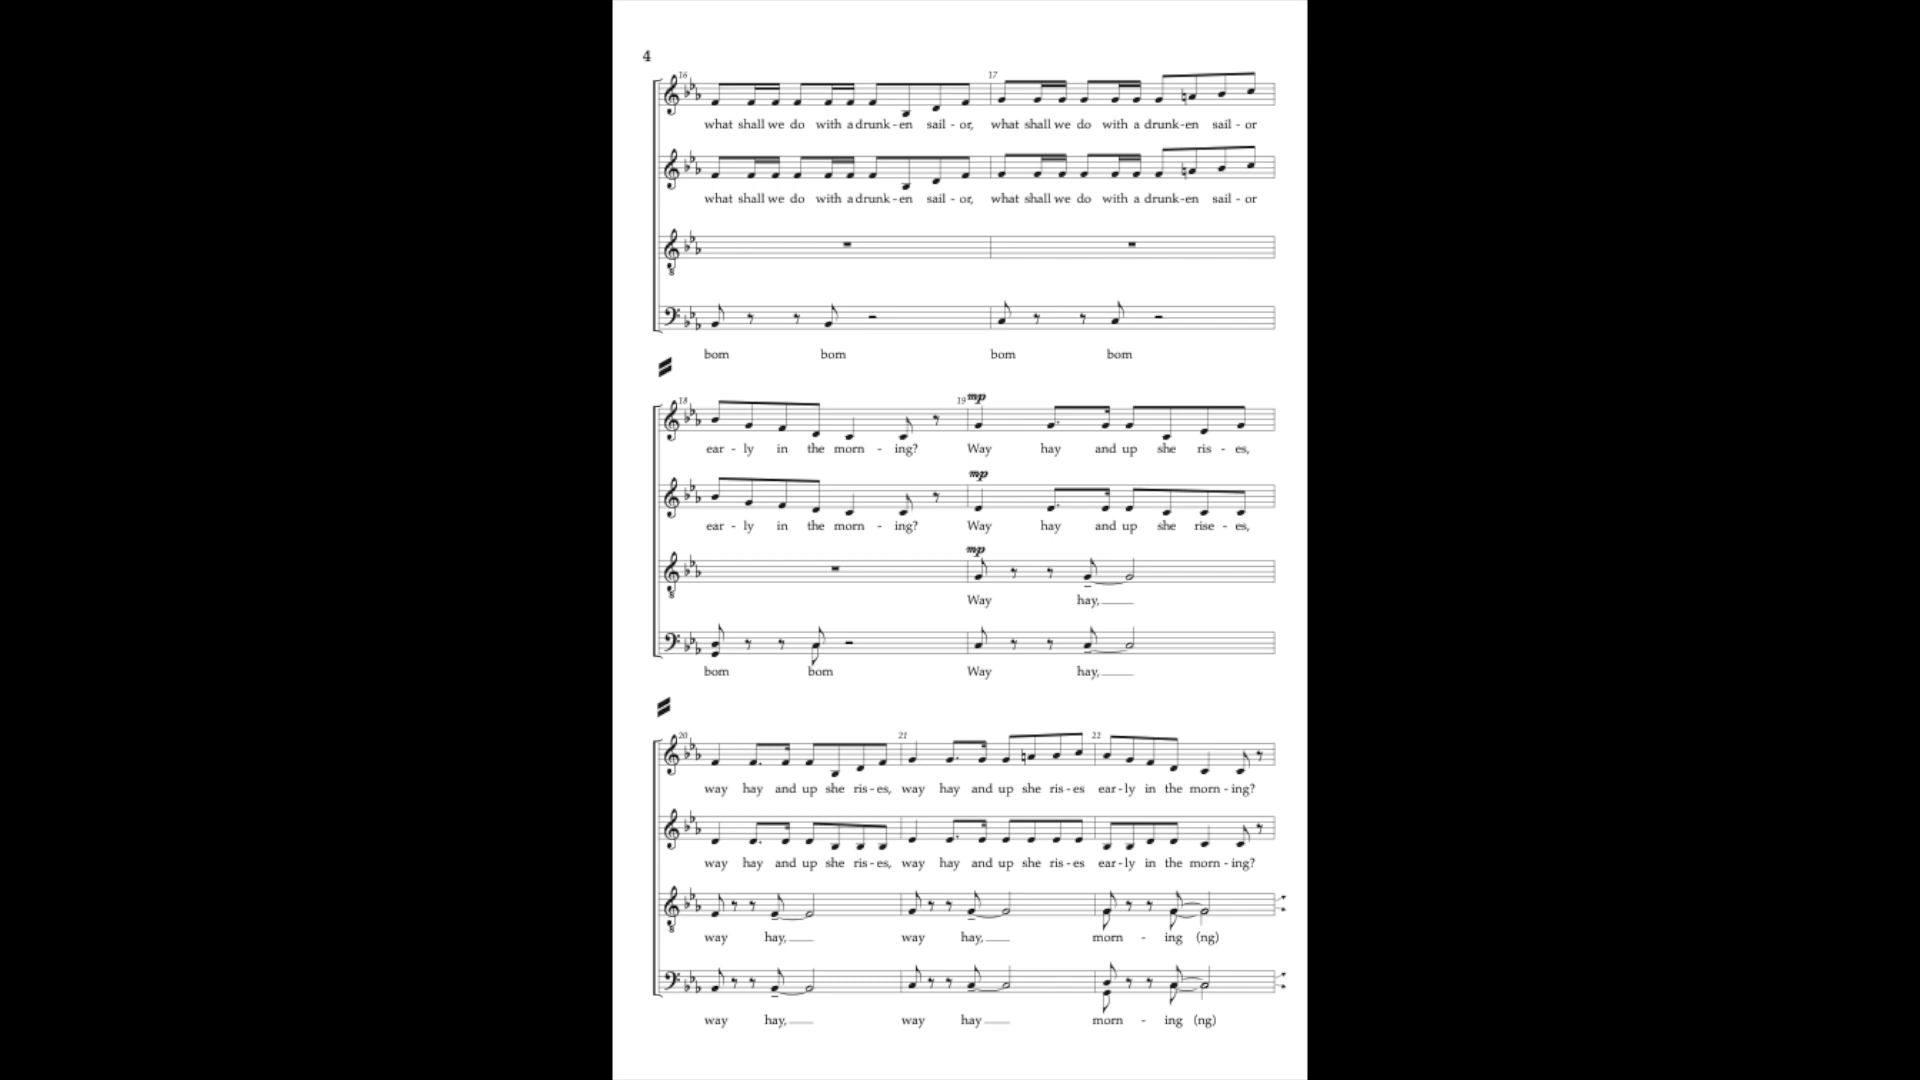 4
16 17
what shall we do with a drunk - en sail - or, what shall we do with a drunk - en sail - or
what shall we do with a drunk - en sail - or, what shall we do with a drunk - en sail - or
8
bom bom bom bom
18 19 mp
ear - ly in the morn - ing? Way hay and up she ris - es,
mp
ear - ly in the morn - ing? Way hay and up she rise - es,
mp
8
Way hay,
bom bom Way hay,
20 21 22
way hay and up she ris - es, way hay and up she ris - es ear - ly in the morn - ing?
way hay and up she ris - es, way hay and up she ris - es ear - ly in the morn - ing?
8
way hay, way hay, morn - ing (ng)
way hay, way hay morn - ing (ng)